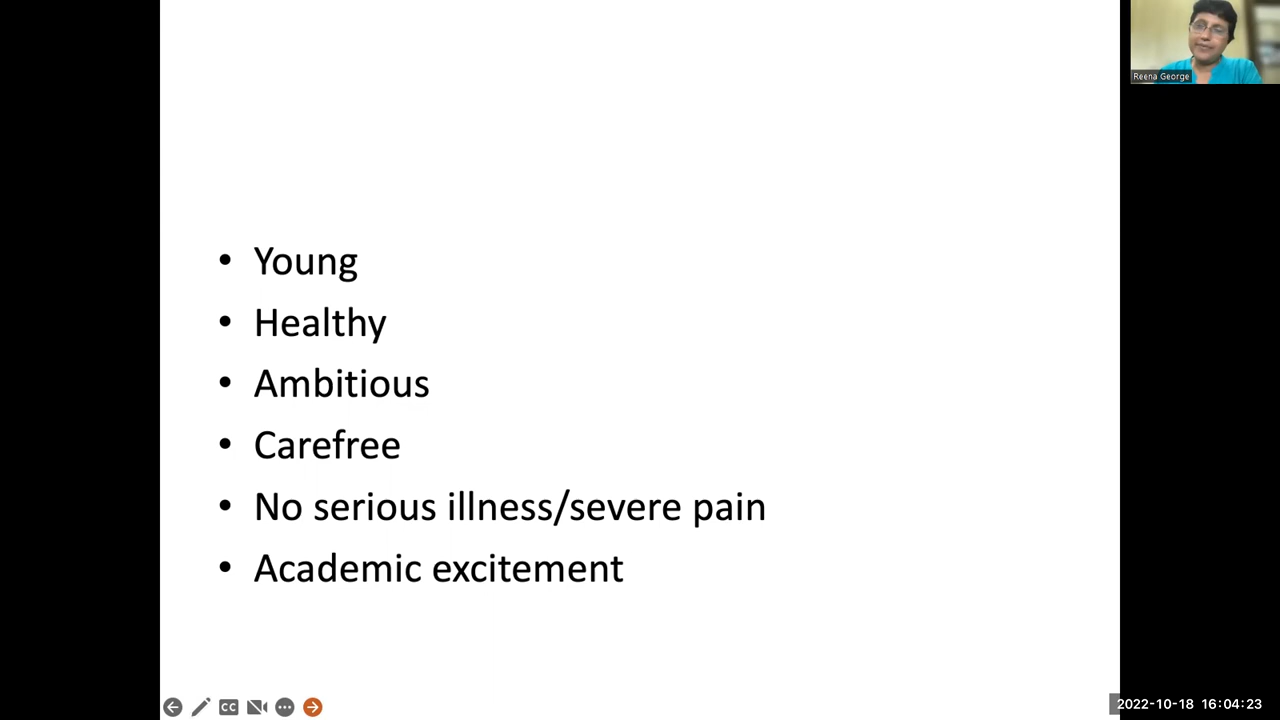 Reena George
• Young
• Healthy
• Ambitious
• Carefree
• No serious illness/severe pain
• Academic excitement
CC
2022-10-18 16:04:23